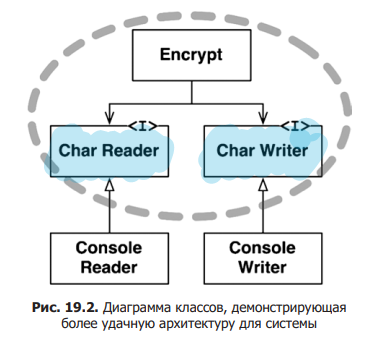 Encrypt
<I> <I>
Char Reader Char Writer
Console Reader Console Writer
Рис. 19.2. Диаграмма классов, демонстрирующая
более удачную архитектуру для системы